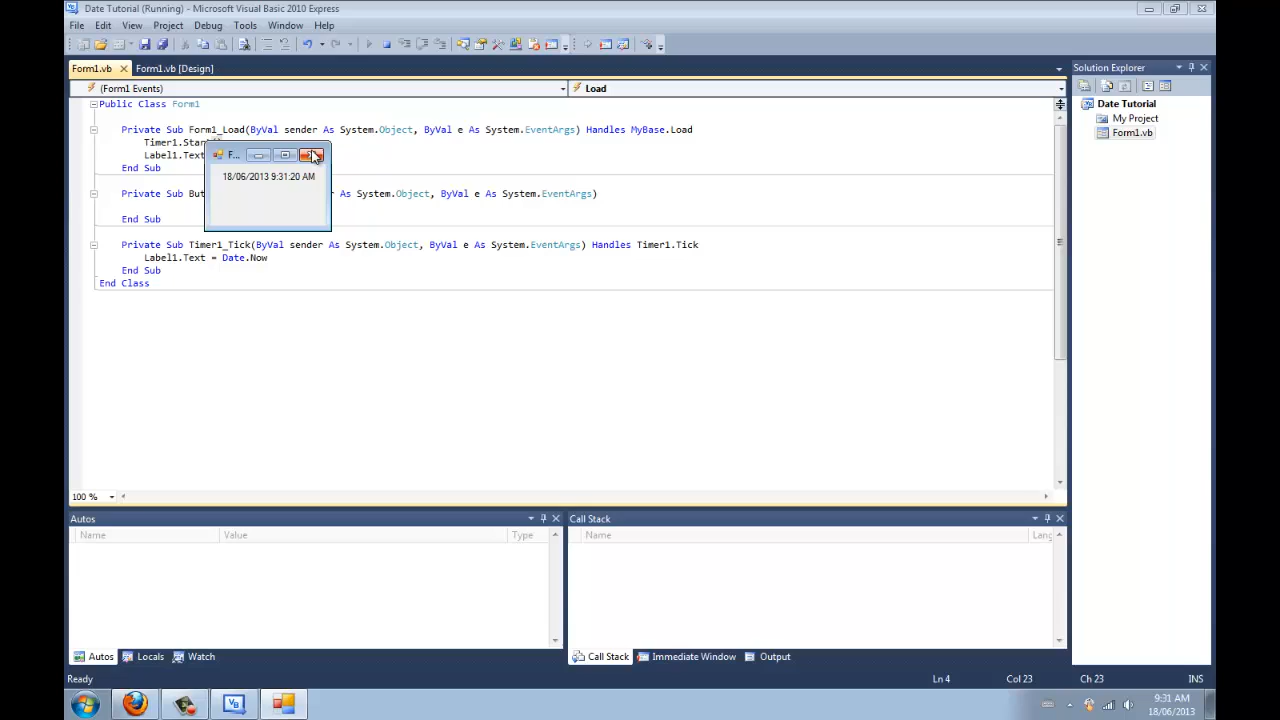 Date Tutorial (Running) - Microsoft Visual Basic 2010 Express
File Edit View Project Debug Tools Window Help
Form1.vb Form1.vb [Design] Solution Explorer
(Form1 Events) Load
Public Class Form1 Date Tutorial
My Project
Form1.vb
Private Sub Form1_Load(ByVal sender As System.Object, ByVal e As System.EventArgs) Handles MyBase.Load
Label1.Text
End Sub
F...
18/06/2013 9:31:20 AM
Private Sub But As System.Object, ByVal e As System.EventArgs)
End Sub
Private Sub Timer1_Tick(ByVal sender As System.Object, ByVal e As System.EventArgs) Handles Timer1.Tick
Label1.Text = Date.Now
End Sub
End Class
100 %
Autos Call Stack
Name Value Type Name Lang
Autos Locals Watch Call Stack Immediate Window Output
Ready Ln 4 Col 23 Ch 23 INS
9:31 AM
18/06/2013